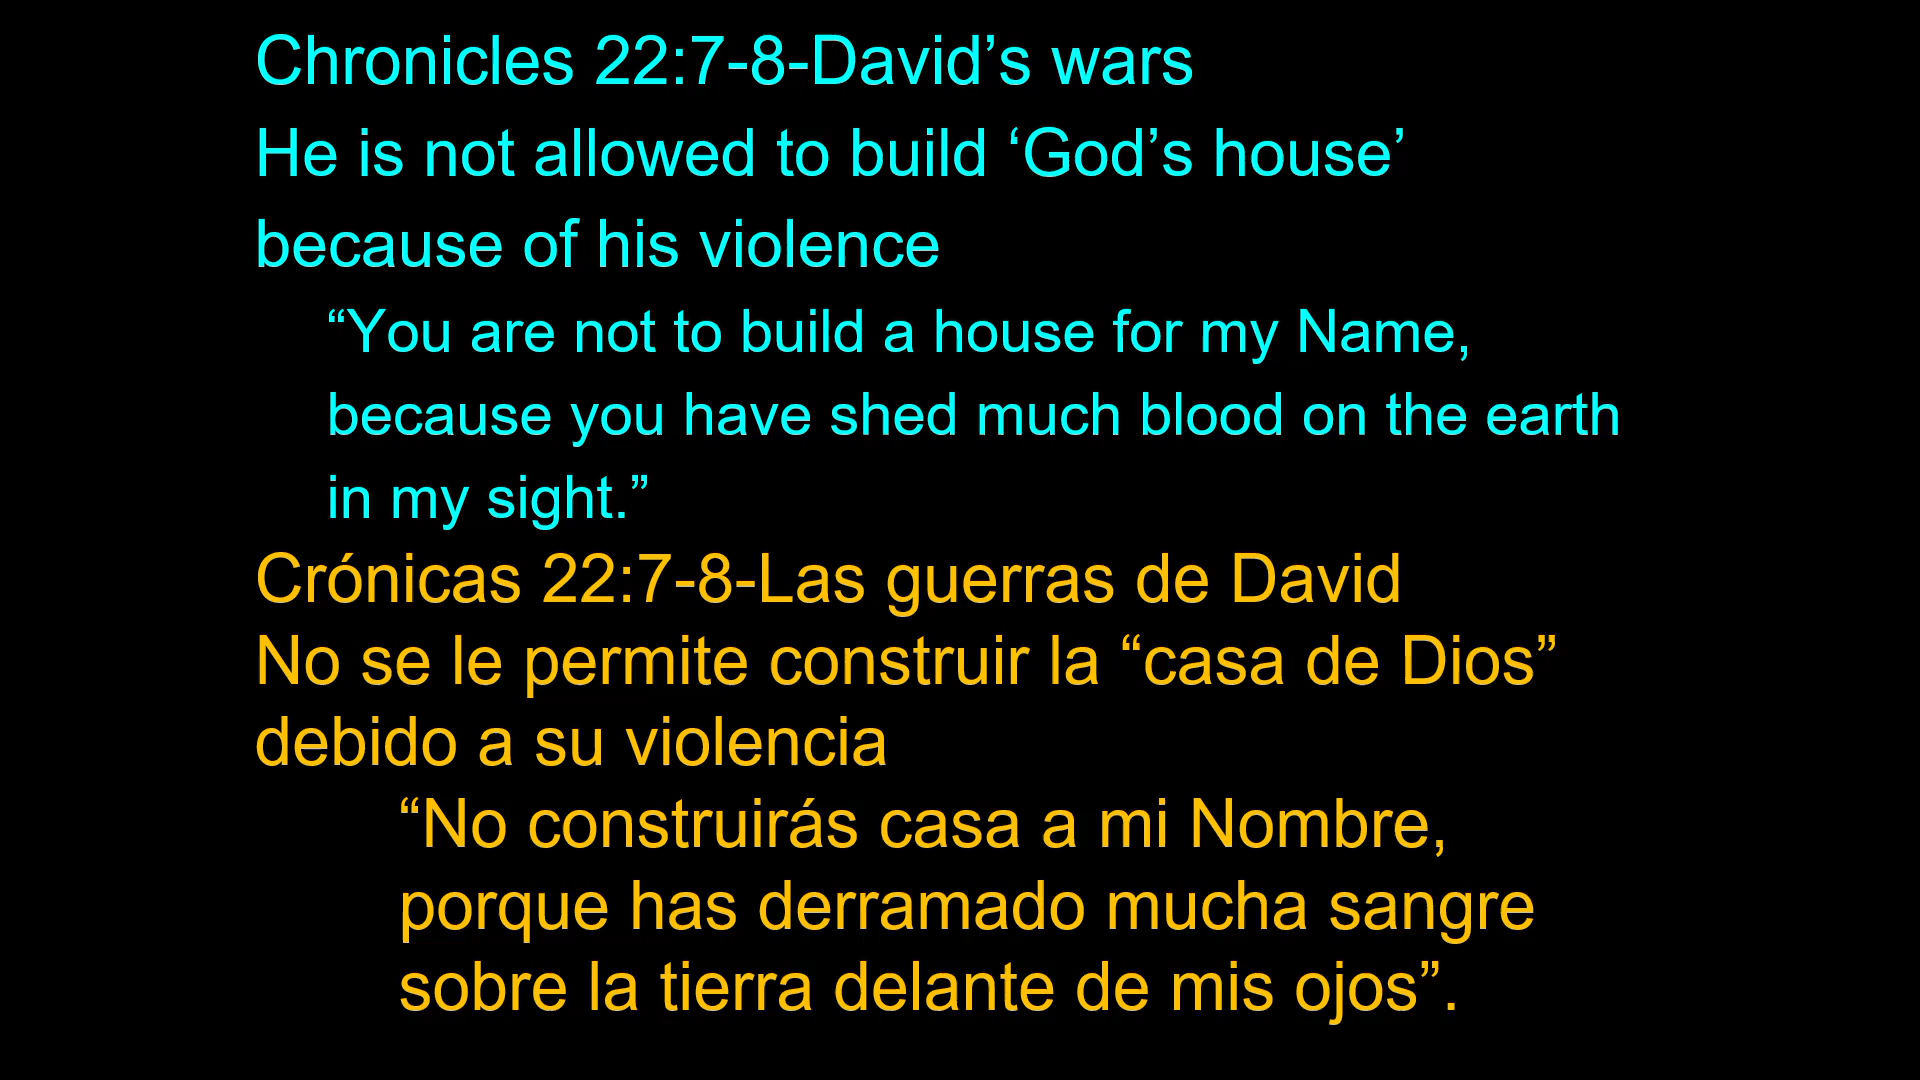 Chronicles 22:7-8-David’s wars
He is not allowed to build ‘God’s house’
because of his violence
“You are not to build a house for my Name,
because you have shed much blood on the earth
in my sight.”
Crónicas 22:7-8-Las guerras de David
No se le permite construir la “casa de Dios”
debido a su violencia
“No construirás casa a mi Nombre,
porque has derramado mucha sangre
sobre la tierra delante de mis ojos”.